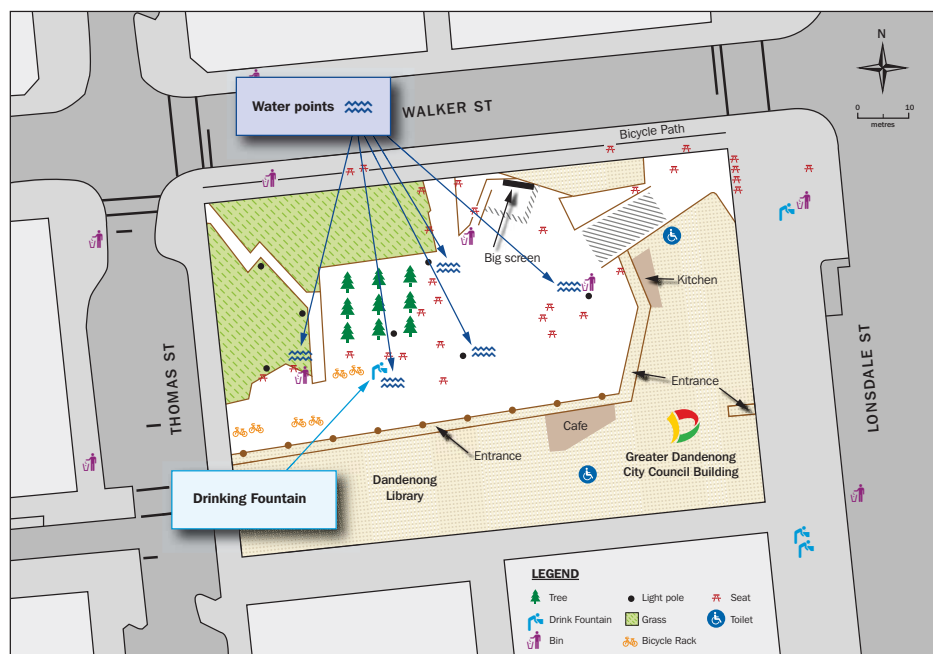 N
0 10
metres
WALKER ST
Water points
Bicycle Path
Big screen
Kitchen
THOMAS ST
LONSDALE ST
Entrance
Cafe
Entrance
Greater Dandenong
City Council Building
Dandenong
Library
Drinking Fountain
LEGEND
Tree
Light pole
Seat
Drink Fountain
Grass
Toilet
Bin
Bicycle Rack